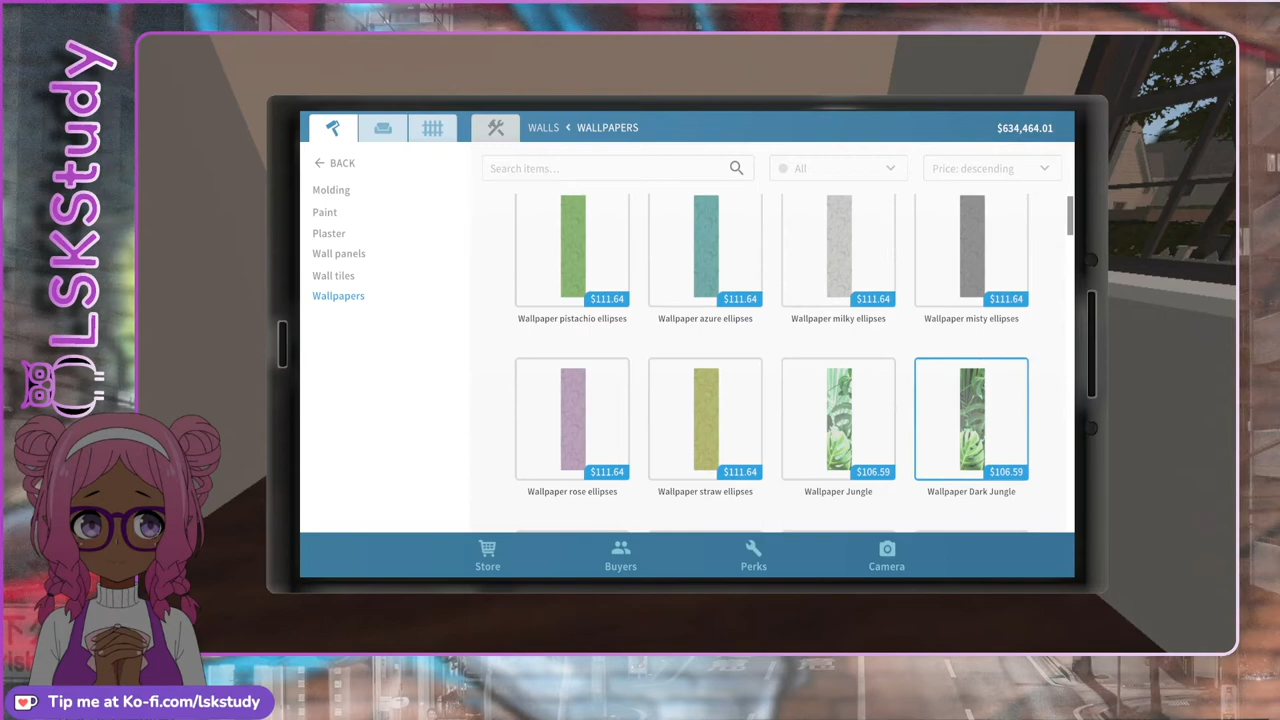 LSKStudy
WALLS < WALLPAPERS
$634,464.01
BACK
Molding
Paint
Plaster
Wall panels
Wall tiles
Wallpapers
Search items...
All
Price: descending
$111.64
$111.64
$111.64
$111.64
Wallpaper pistachio ellipses
Wallpaper azure ellipses
Wallpaper milky ellipses
Wallpaper misty ellipses
$111.64
$111.64
$106.59
$106.59
Wallpaper rose ellipses
Wallpaper straw ellipses
Wallpaper Jungle
Wallpaper Dark Jungle
Store
Buyers
Perks
Camera
Tip me at Ko-fi.com/lskstudy